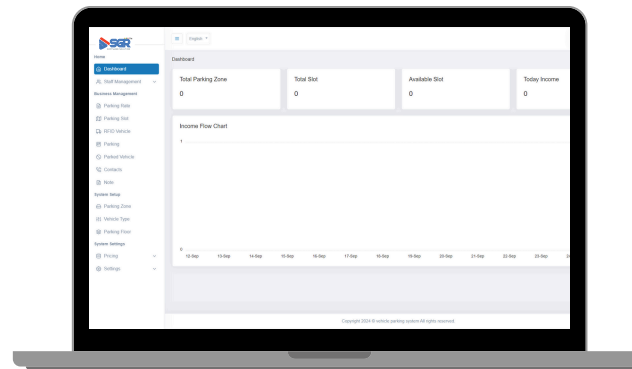 SGR
Home
Dashboard
Staff Management
Business Management
Parking Rate
Parking Slot
RFID Vehicle
Parking
Parked Vehicle
Contacts
Note
System Setup
Parking Zone
Vehicle Type
Parking Floor
System Settings
Pricing
Settings
English
Dashboard
Total Parking Zone
0
Total Slot
0
Available Slot
0
Today Income
0
Income Flow Chart
1
0
12-Sep 13-Sep 14-Sep 15-Sep 16-Sep 17-Sep 18-Sep 19-Sep 20-Sep 21-Sep 22-Sep 23-Sep
Copyright 2024 © vehicle parking system All rights reserved.